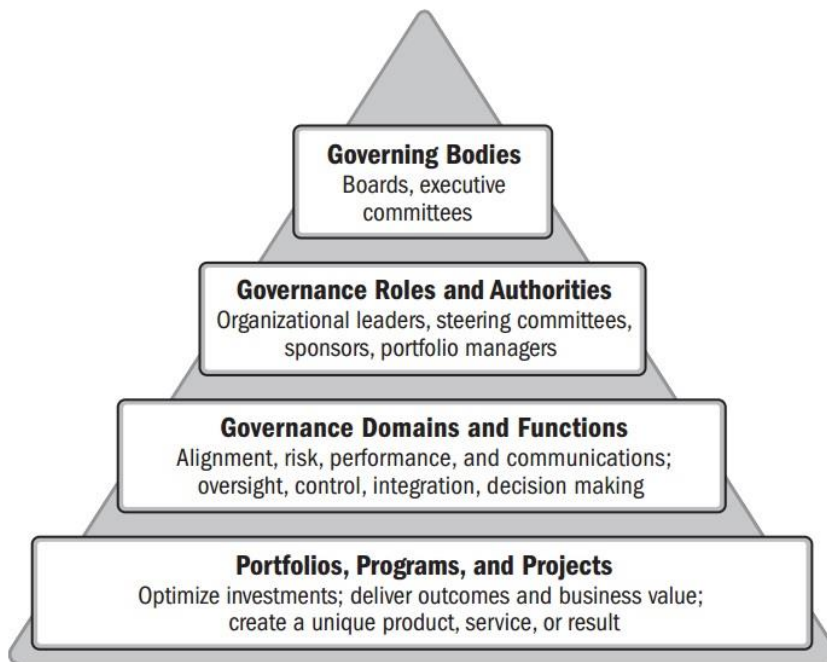 Governing Bodies
Boards, executive
committees
Governance Roles and Authorities
Organizational leaders, steering committees,
sponsors, portfolio managers
Governance Domains and Functions
Alignment, risk, performance, and communications;
oversight, control, integration, decision making
Portfolios, Programs, and Projects
Optimize investments; deliver outcomes and business value;
create a unique product, service, or result